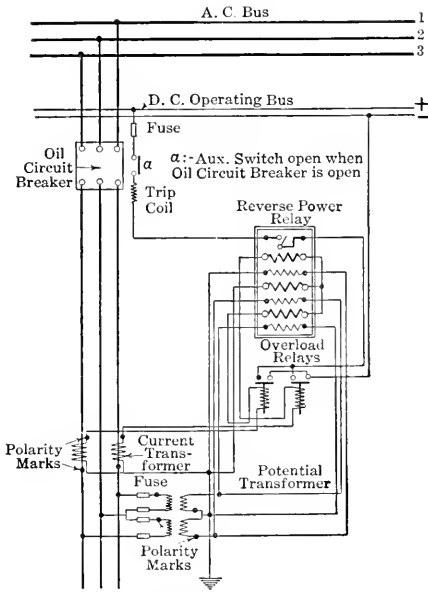 A. C. Bus
1
2
3
D. C. Operating Bus
+
−
Fuse
Oil
Circuit
Breaker
a
a:-Aux. Switch open when
Oil Circuit Breaker is open
Trip
Coil
Reverse Power
Relay
Overload
Relays
Polarity
Marks
Current
Trans-
former
Fuse
Potential
Transformer
Polarity
Marks